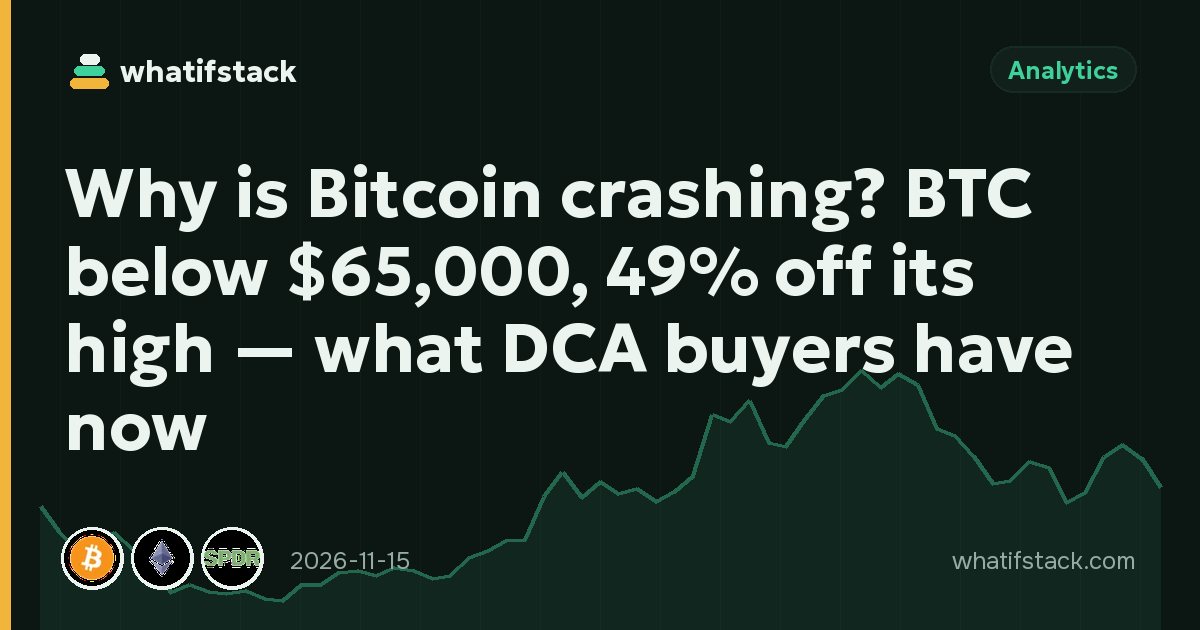 whatifstack
Analytics
Why is Bitcoin crashing? BTC
below $65,000, 49% off its
high — what DCA buyers have
now
SPDR
2026-11-15
whatifstack.com